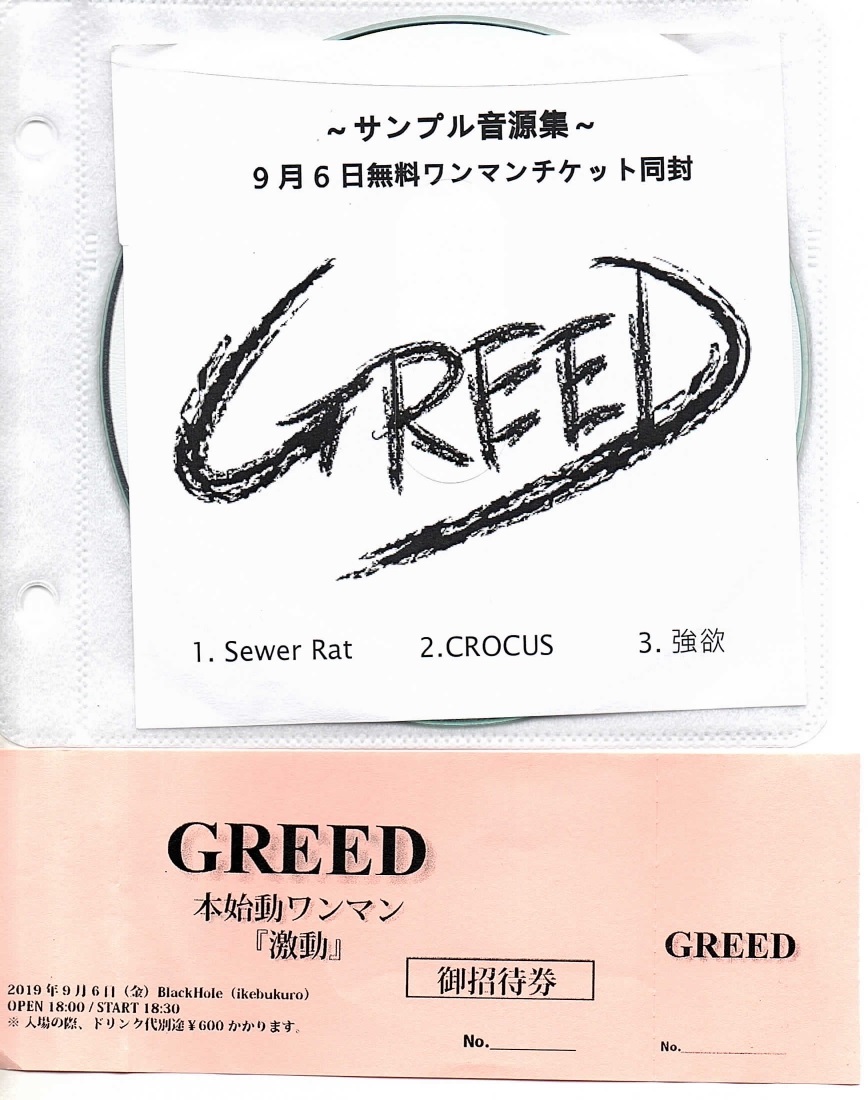 ~サンプル音源集~
9月6日無料ワンマンチケット同封
GREED
1. Sewer Rat 2.CROCUS 3. 強欲
GREED
本始動ワンマン
『激動』
2019年9月6日（金）BlackHole（ikebukuro）
OPEN 18:00 / START 18:30
※入場の際、ドリンク代別途￥600かかります。
御招待券
No.________
GREED
No.________